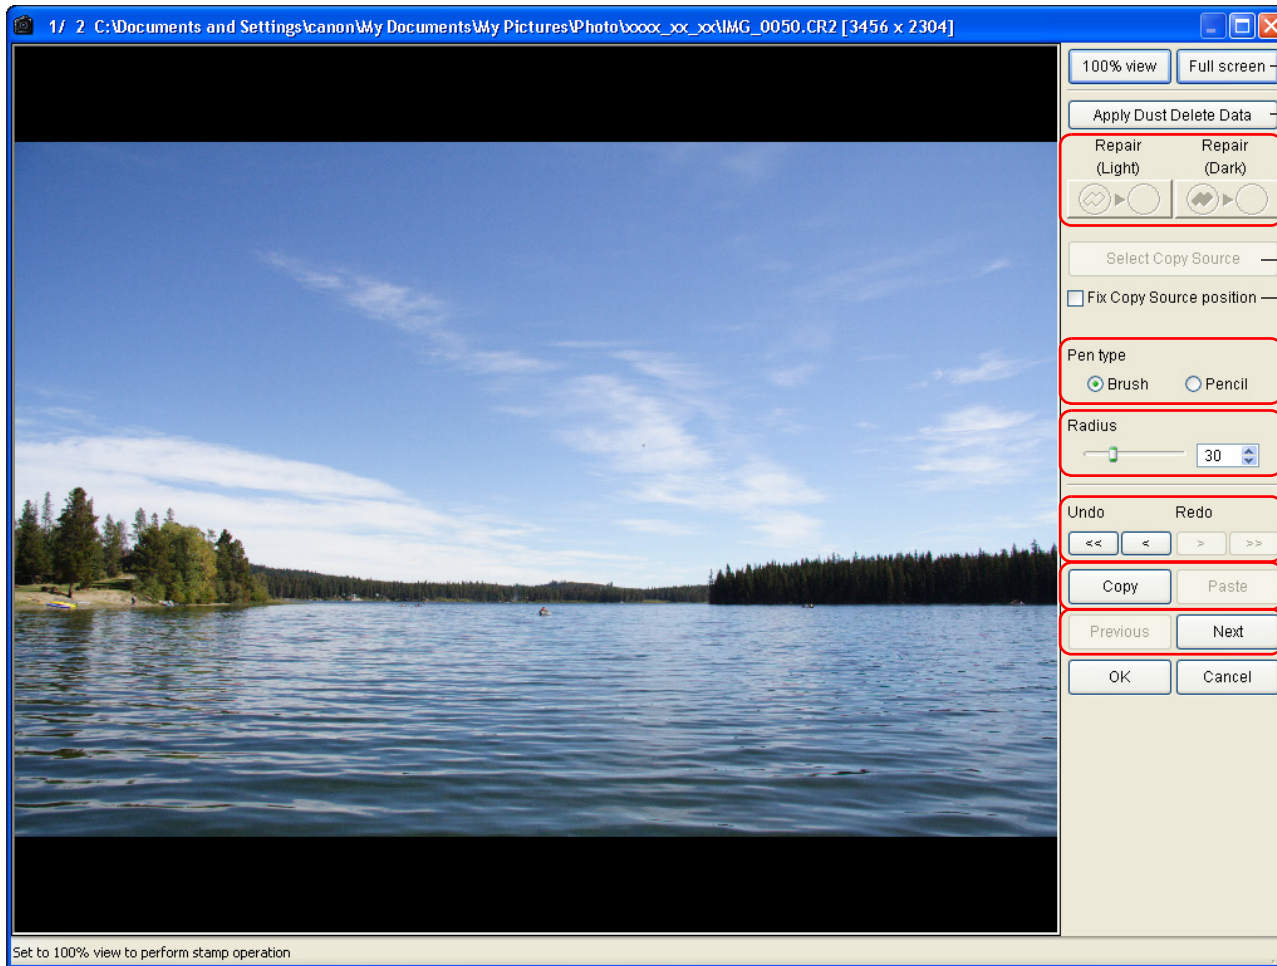 1/ 2 C:\Documents and Settings\canon\My Documents\My Pictures\Photo\xxxx_xx_xx\IMG_0050.CR2 [3456 x 2304]
100% view Full screen
Apply Dust Delete Data
Repair Repair
(Light) (Dark)
Select Copy Source
Fix Copy Source position
Pen type
Brush Pencil
Radius
30
Undo Redo
<< < > >>
Copy Paste
Previous Next
OK Cancel
Set to 100% view to perform stamp operation